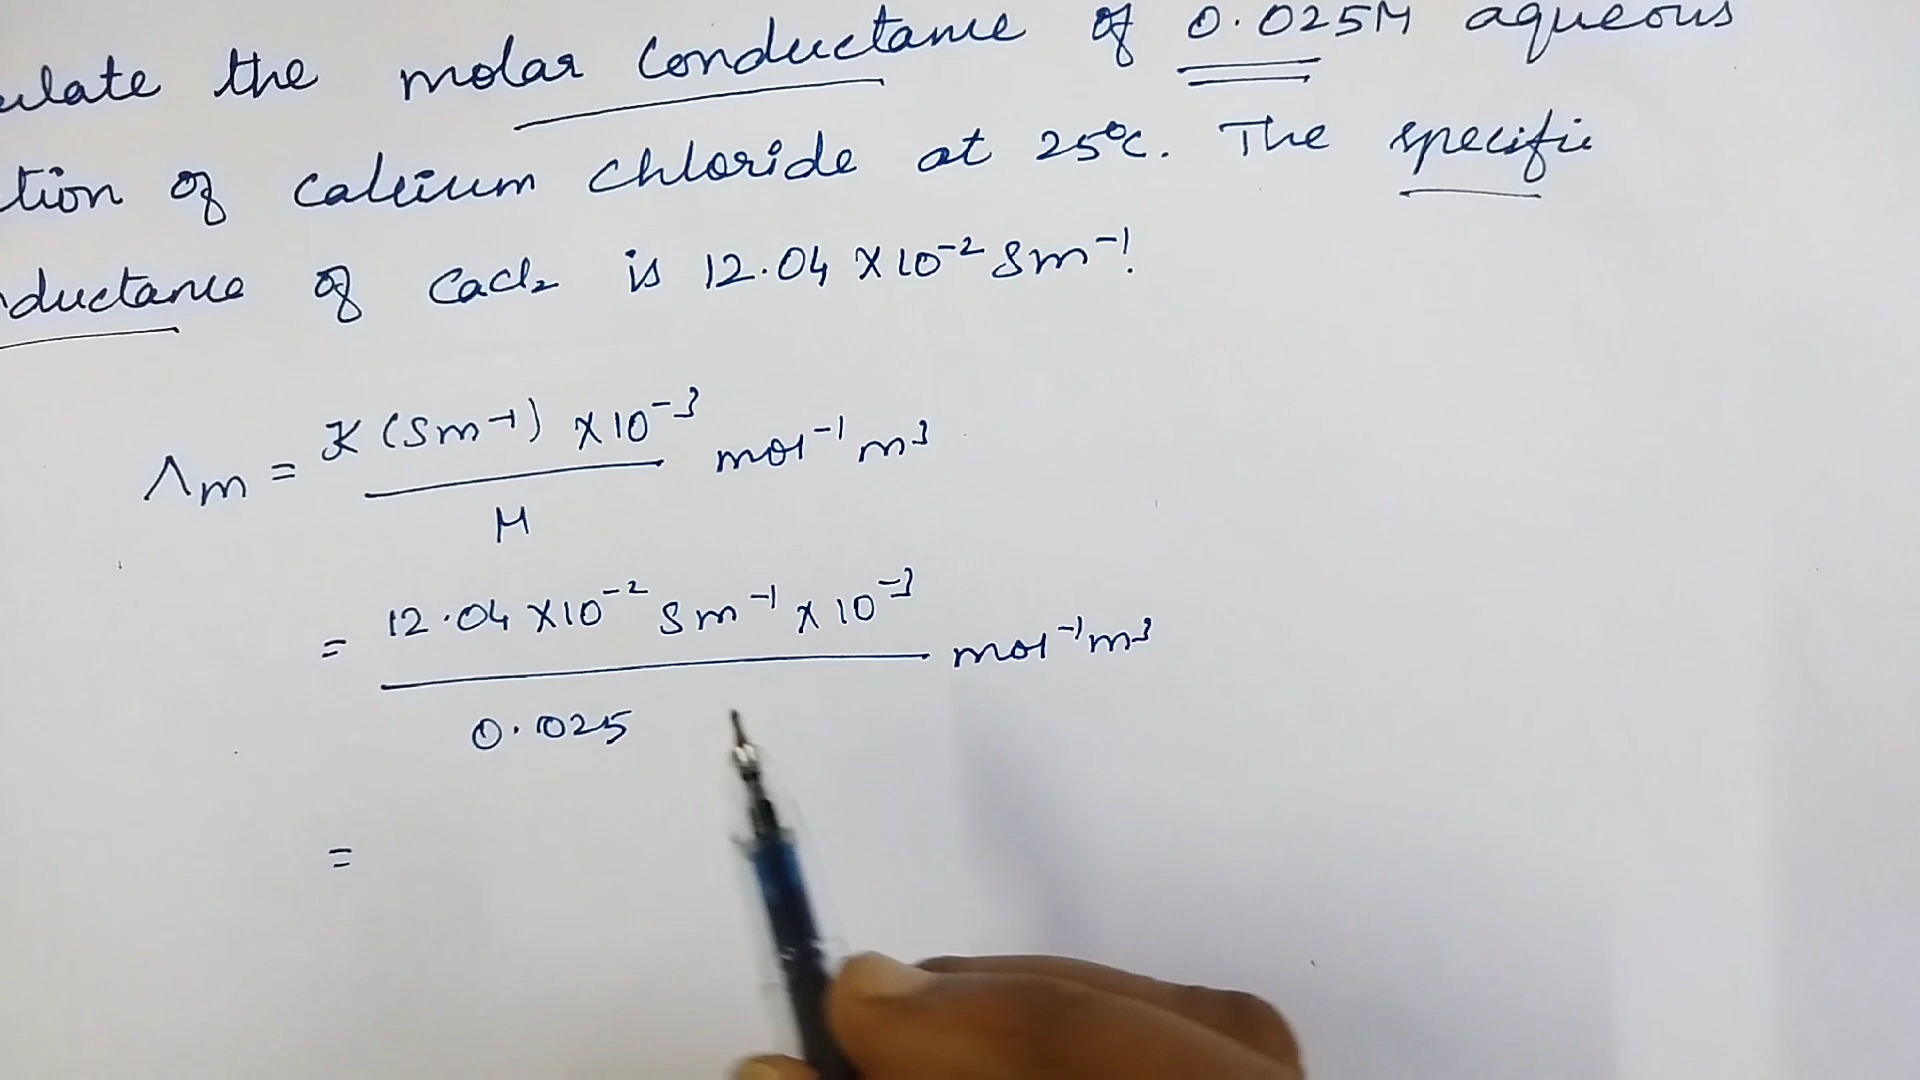 ulate the molar conductance of 0.025M aqueous
tion of calcium chloride at 25°C. The specific
ductance of CaCl₂ is 12.04 × 10⁻² Sm⁻¹.
Λm = K (Sm⁻¹) × 10⁻³ / M mol⁻¹ m³
= 12.04 × 10⁻² Sm⁻¹ × 10⁻³ / 0.025 mol⁻¹ m³
=